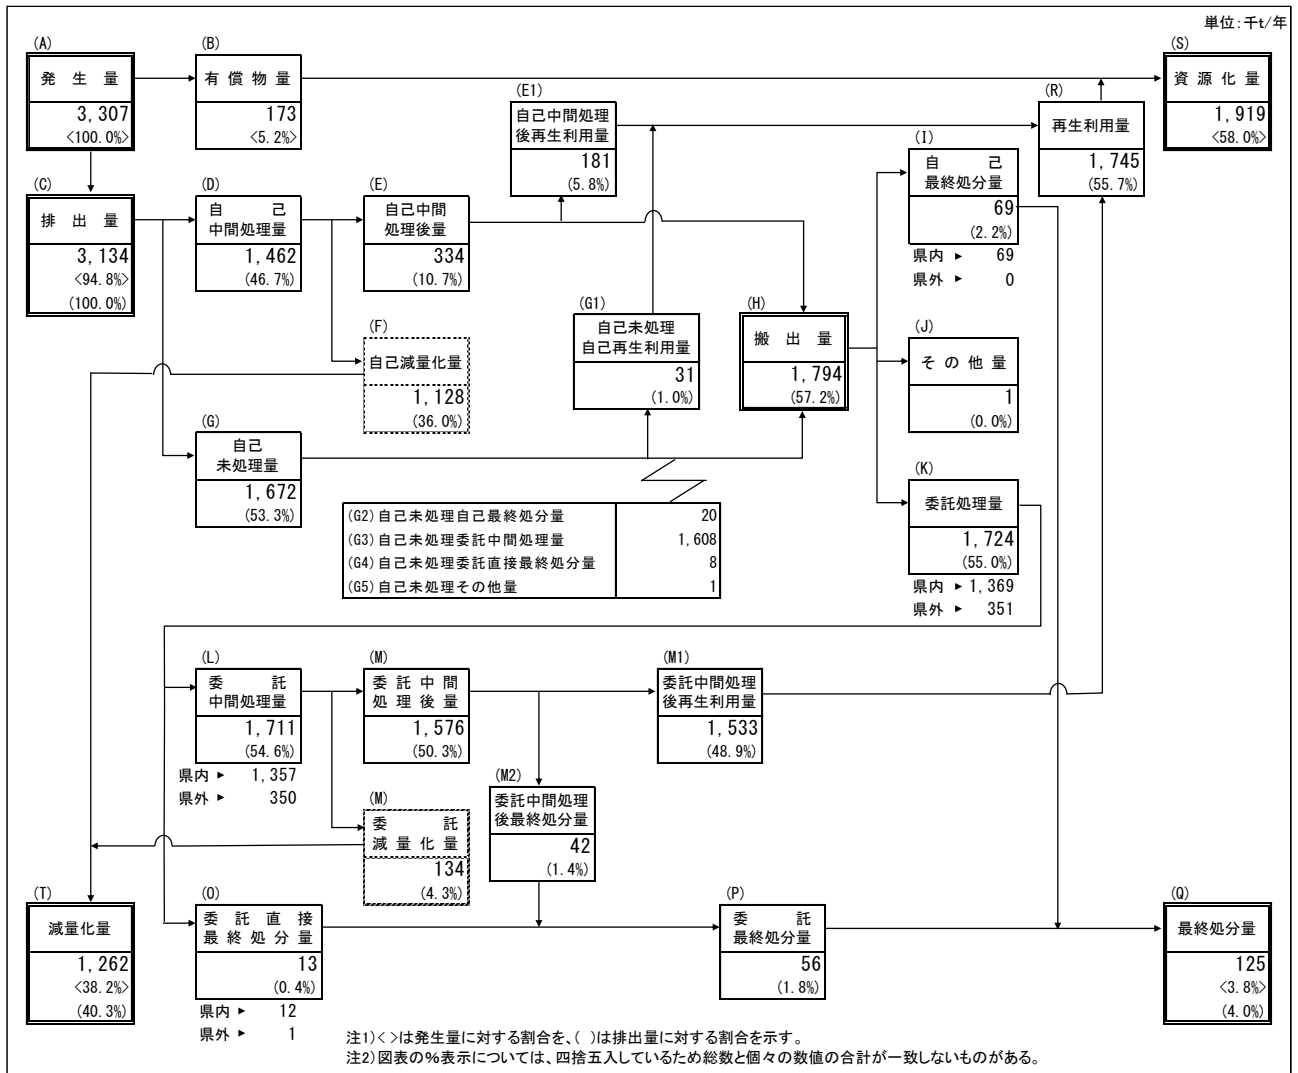 単位：千t/年
(A)
発生量
3,307
<100.0%>
(B)
有償物量
173
<5.2%>
(S)
資源化量
1,919
<58.0%>
(E1)
自己中間処理
後再生利用量
181
(5.8%)
(R)
再生利用量
1,745
(55.7%)
(I)
自己
最終処分量
69
(2.2%)
県内 ► 69
県外 ► 0
(C)
排出量
3,134
<94.8%>
(100.0%)
(D)
自己
中間処理量
1,462
(46.7%)
(E)
自己中間
処理後量
334
(10.7%)
(F)
自己減量化量
1,128
(36.0%)
(G1)
自己未処理
自己再生利用量
31
(1.0%)
(H)
搬出量
1,794
(57.2%)
(J)
その他量
1
(0.0%)
(G)
自己
未処理量
1,672
(53.3%)
(G2)自己未処理自己最終処分量 20
(G3)自己未処理委託中間処理量 1,608
(G4)自己未処理委託直接最終処分量 8
(G5)自己未処理その他量 1
(K)
委託処理量
1,724
(55.0%)
県内 ► 1,369
県外 ► 351
(L)
委託
中間処理量
1,711
(54.6%)
県内 ► 1,357
県外 ► 350
(M)
委託中間
処理後量
1,576
(50.3%)
(M1)
委託中間処理
後再生利用量
1,533
(48.9%)
(M)
委託
減量化量
134
(4.3%)
(M2)
委託中間処理
後最終処分量
42
(1.4%)
(T)
減量化量
1,262
<38.2%>
(40.3%)
(O)
委託直接
最終処分量
13
(0.4%)
県内 ► 12
県外 ► 1
(P)
委託
最終処分量
56
(1.8%)
(Q)
最終処分量
125
<3.8%>
(4.0%)
注1)< >は発生量に対する割合を、( )は排出量に対する割合を示す。
注2)図表の%表示については、四捨五入しているため総数と個々の数値の合計が一致しないものがある。